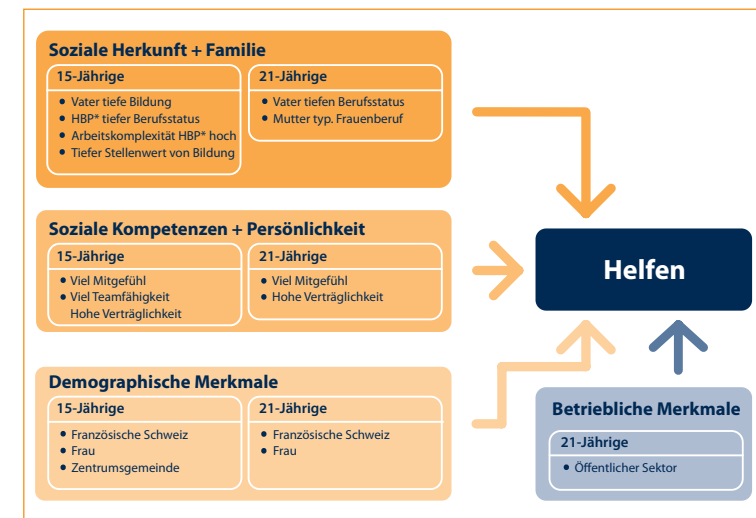 Soziale Herkunft + Familie
15-Jährige
• Vater tiefe Bildung
• HBP* tiefer Berufsstatus
• Arbeitskomplexität HBP* hoch
• Tiefer Stellenwert von Bildung
21-Jährige
• Vater tiefen Berufsstatus
• Mutter typ. Frauenberuf
Soziale Kompetenzen + Persönlichkeit
15-Jährige
• Viel Mitgefühl
• Viel Teamfähigkeit
Hohe Verträglichkeit
21-Jährige
• Viel Mitgefühl
• Hohe Verträglichkeit
Helfen
Demographische Merkmale
15-Jährige
• Französische Schweiz
• Frau
• Zentrumsgemeinde
21-Jährige
• Französische Schweiz
• Frau
Betriebliche Merkmale
21-Jährige
• Öffentlicher Sektor